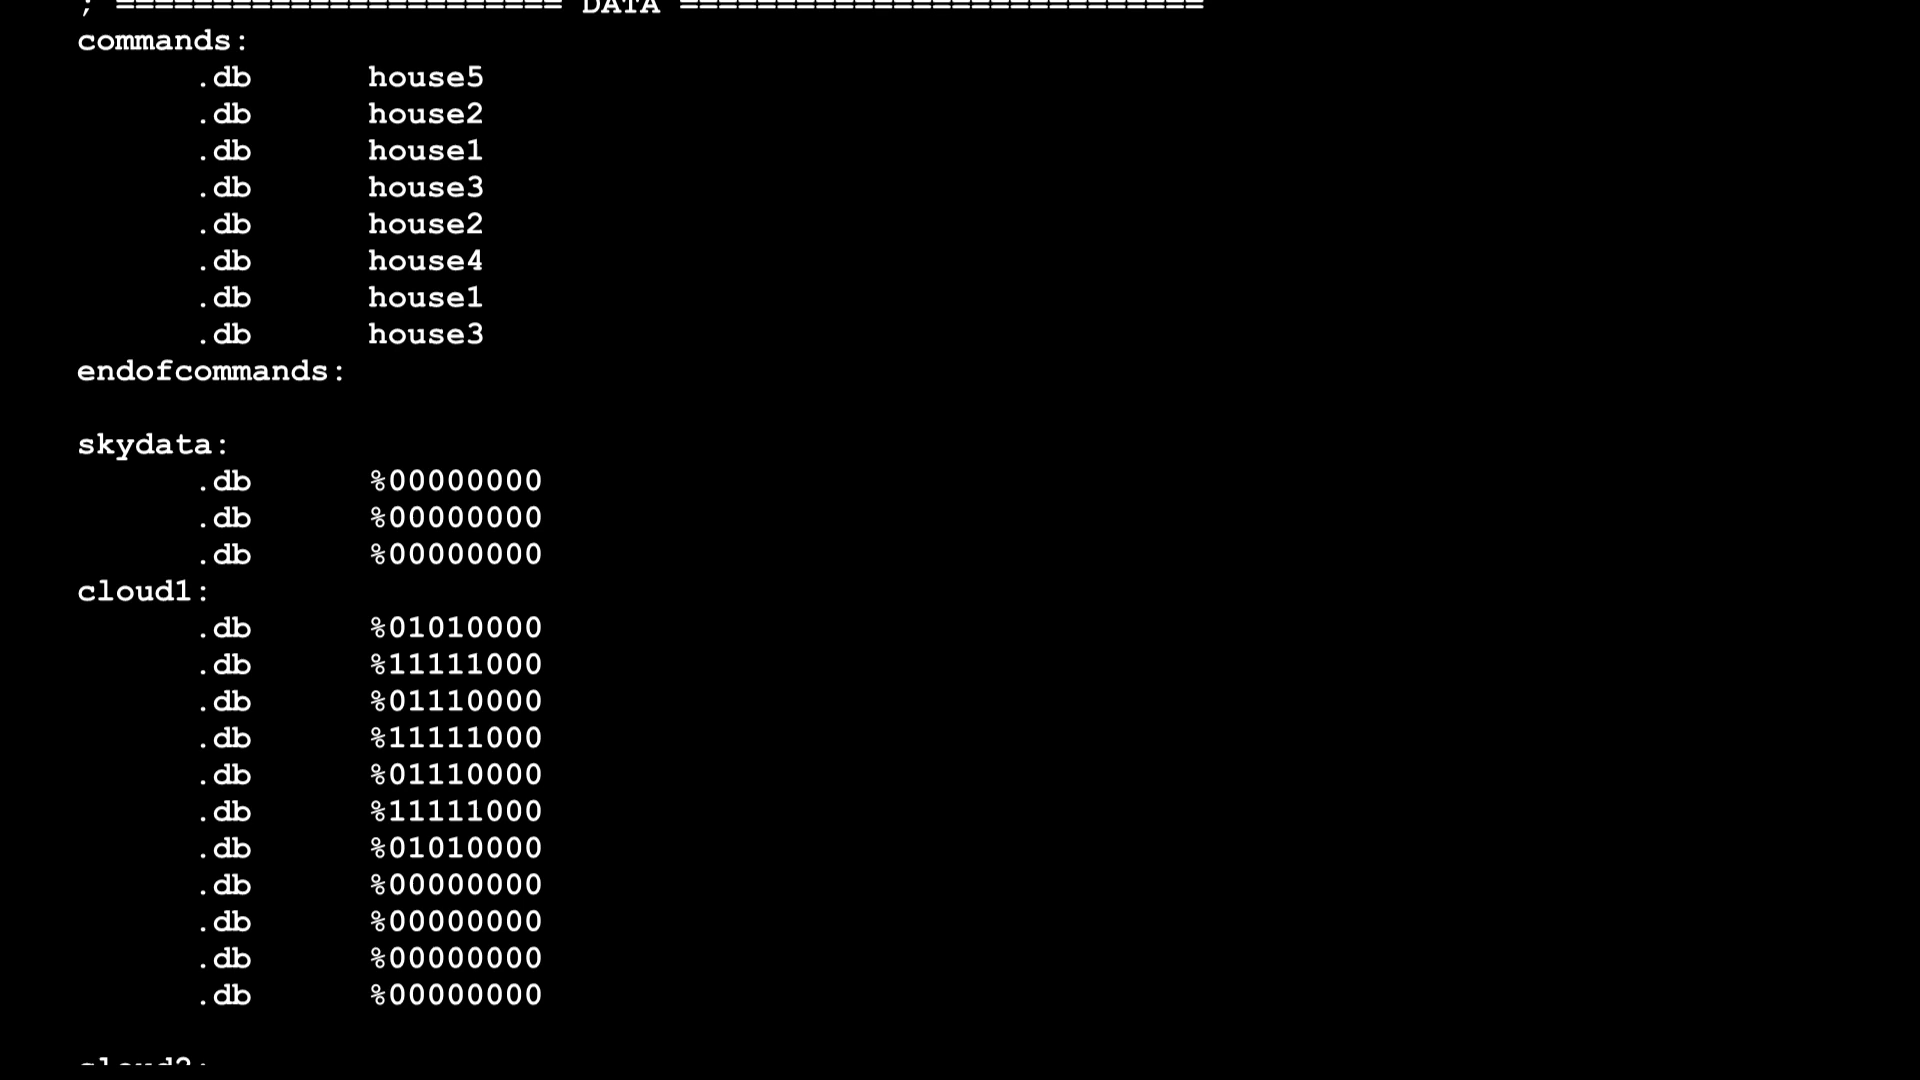 ; ======================= DATA ===========================
commands:
.db house5
.db house2
.db house1
.db house3
.db house2
.db house4
.db house1
.db house3
endofcommands:
skydata:
.db %00000000
.db %00000000
.db %00000000
cloud1:
.db %01010000
.db %11111000
.db %01110000
.db %11111000
.db %01110000
.db %11111000
.db %01010000
.db %00000000
.db %00000000
.db %00000000
.db %00000000
cloud2: